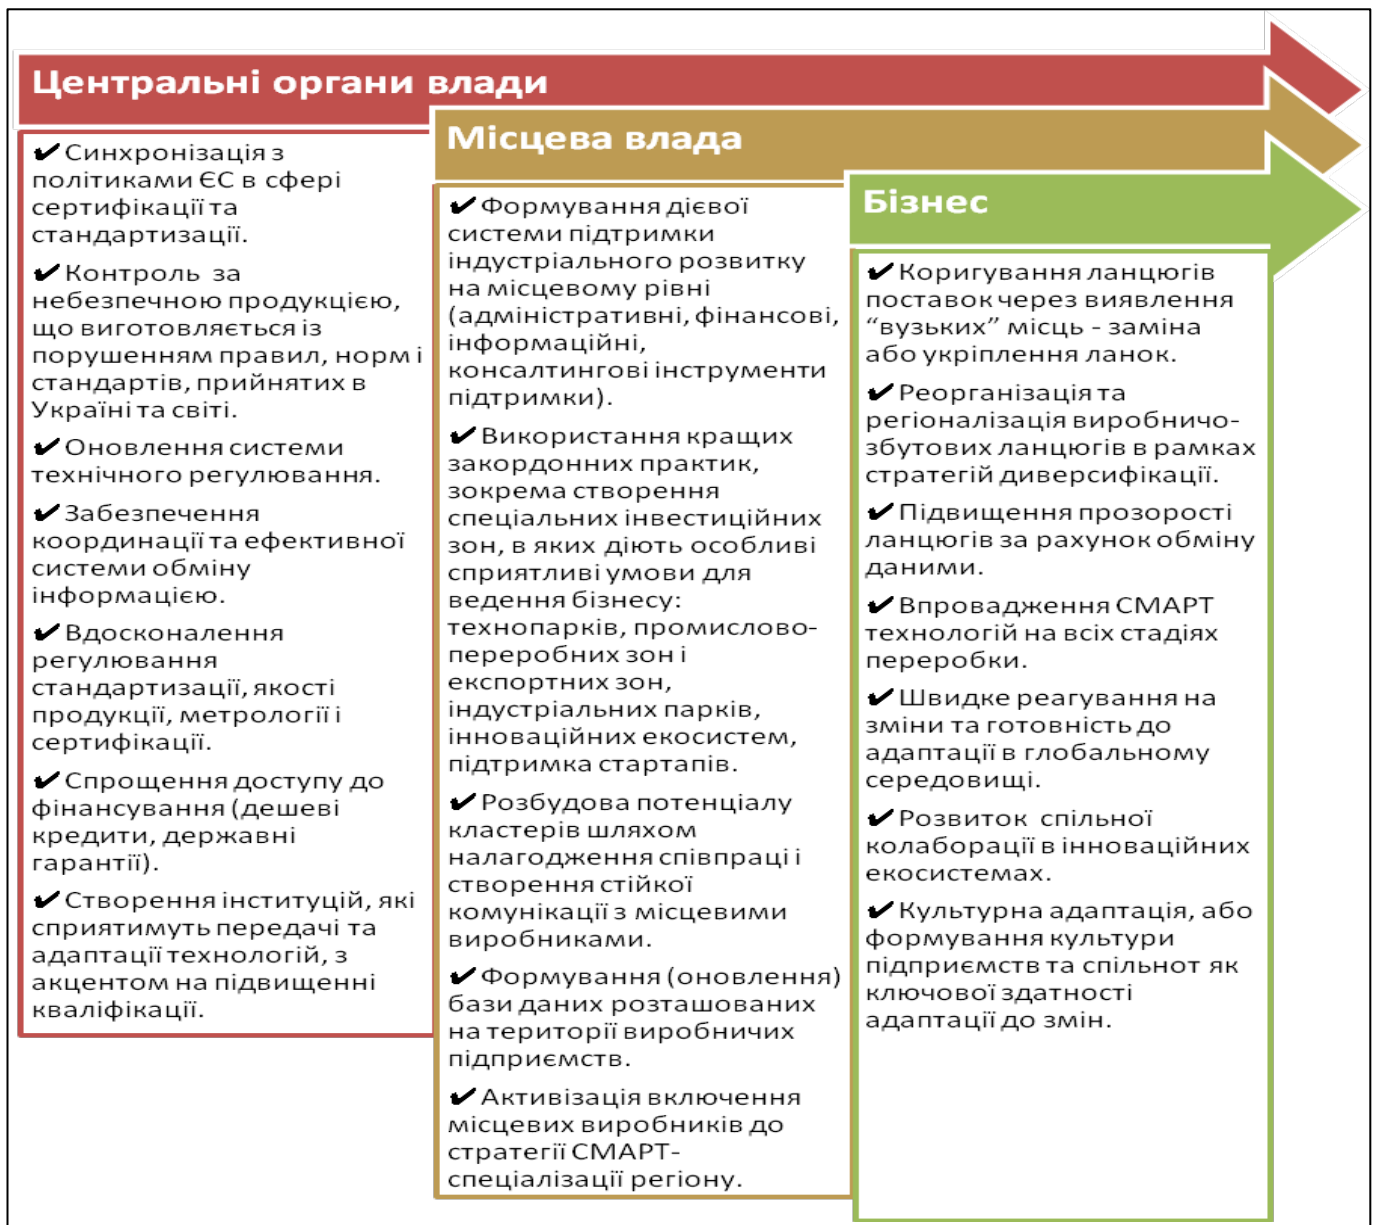 Центральні органи влади
✔Синхронізація з
політиками ЄС в сфері
сертифікації та
стандартизації.
✔Контроль за
небезпечною продукцією,
що виготовляється із
порушенням правил, норм і
стандартів, прийнятих в
Україні та світі.
✔Оновлення системи
технічного регулювання.
✔Забезпечення
координації та ефективної
системи обміну
інформацією.
✔Вдосконалення
регулювання
стандартизації, якості
продукції, метрології і
сертифікації.
✔Спрощення доступу до
фінансування (дешеві
кредити, державні
гарантії).
✔Створення інституцій, які
сприятимуть передачі та
адаптації технологій, з
акцентом на підвищенні
кваліфікації.
Місцева влада
✔Формування дієвої
системи підтримки
індустріального розвитку
на місцевому рівні
(адміністративні, фінансові,
інформаційні,
консалтингові інструменти
підтримки).
✔Використання кращих
закордонних практик,
зокрема створення
спеціальних інвестиційних
зон, в яких діють особливі
сприятливі умови для
ведення бізнесу:
технопарків, промислово-
переробних зон і
експортних зон,
індустріальних парків,
інноваційних екосистем,
підтримка стартапів.
✔Розбудова потенціалу
кластерів шляхом
налагодження співпраці і
створення стійкої
комунікації з місцевими
виробниками.
✔Формування (оновлення)
бази даних розташованих
на території виробничих
підприємств.
✔Активізація включення
місцевих виробників до
стратегії СМАРТ-
спеціалізації регіону.
Бізнес
✔Коригування ланцюгів
поставок через виявлення
“вузьких” місць - заміна
або укріплення ланок.
✔Реорганізація та
регіоналізація виробничо-
збутових ланцюгів в рамках
стратегій диверсифікації.
✔Підвищення прозорості
ланцюгів за рахунок обміну
даними.
✔Впровадження СМАРТ
технологій на всіх стадіях
переробки.
✔Швидке реагування на
зміни та готовність до
адаптації в глобальному
середовищі.
✔Розвиток спільної
колаборації в інноваційних
екосистемах.
✔Культурна адаптація, або
формування культури
підприємств та спільнот як
ключової здатності
адаптації до змін.